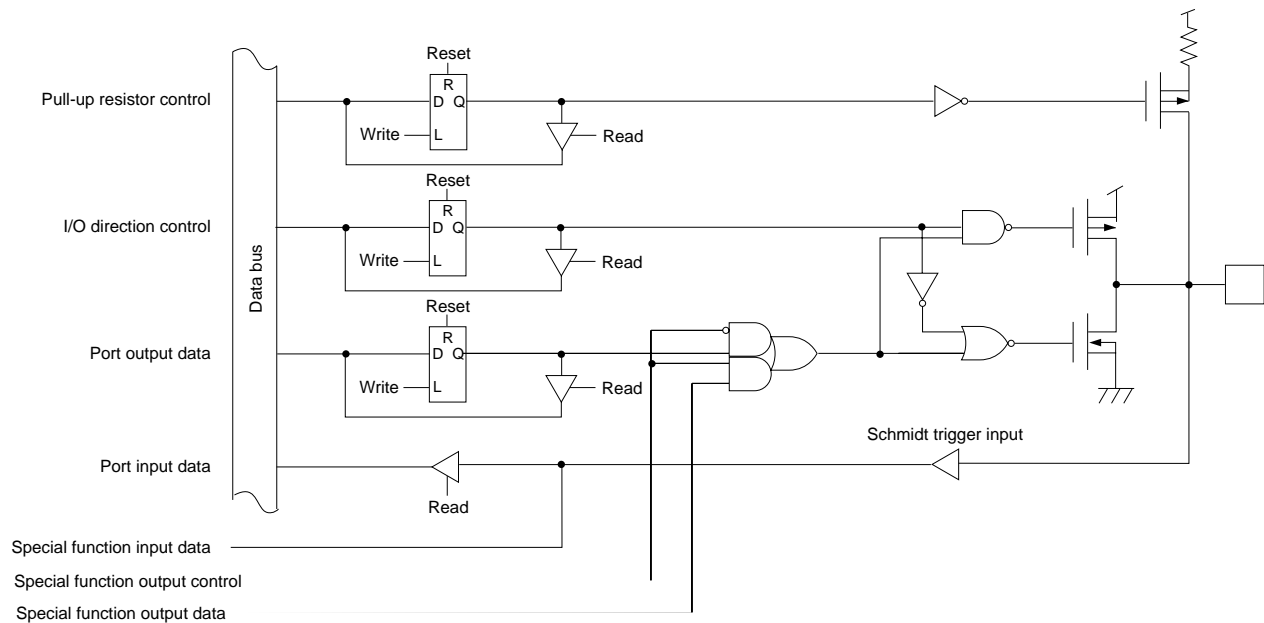 Reset
Pull-up resistor control
R
D Q
Write
L
Read
Reset
I/O direction control
R
D Q
Write
L
Read
Data bus
Reset
Port output data
R
D Q
Write
L
Read
Schmidt trigger input
Port input data
Read
Special function input data
Special function output control
Special function output data